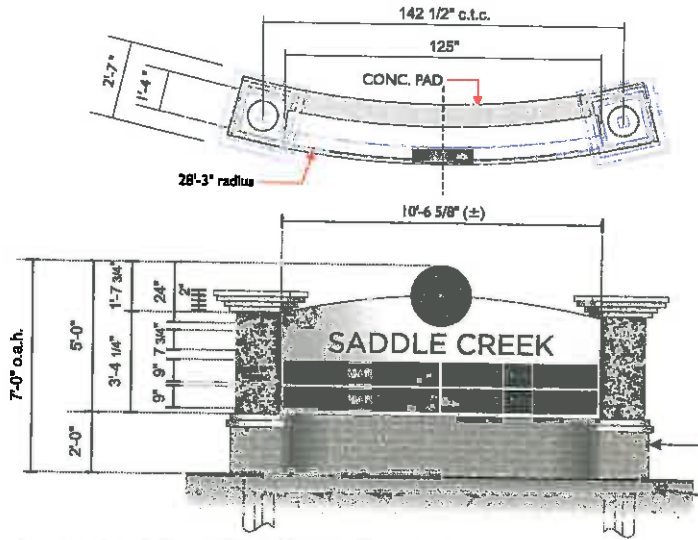 142 1/2" c.t.c.
125"
2'-7"
1'-4"
CONC. PAD
28'-3" radius
10'-6 5/8" (±)
7'-0" o.a.h.
5'-0"
2'-0"
1'-7 3/4"
3'-4 1/4"
24"
2"
7 3/4"
9"
9"
SADDLE CREEK